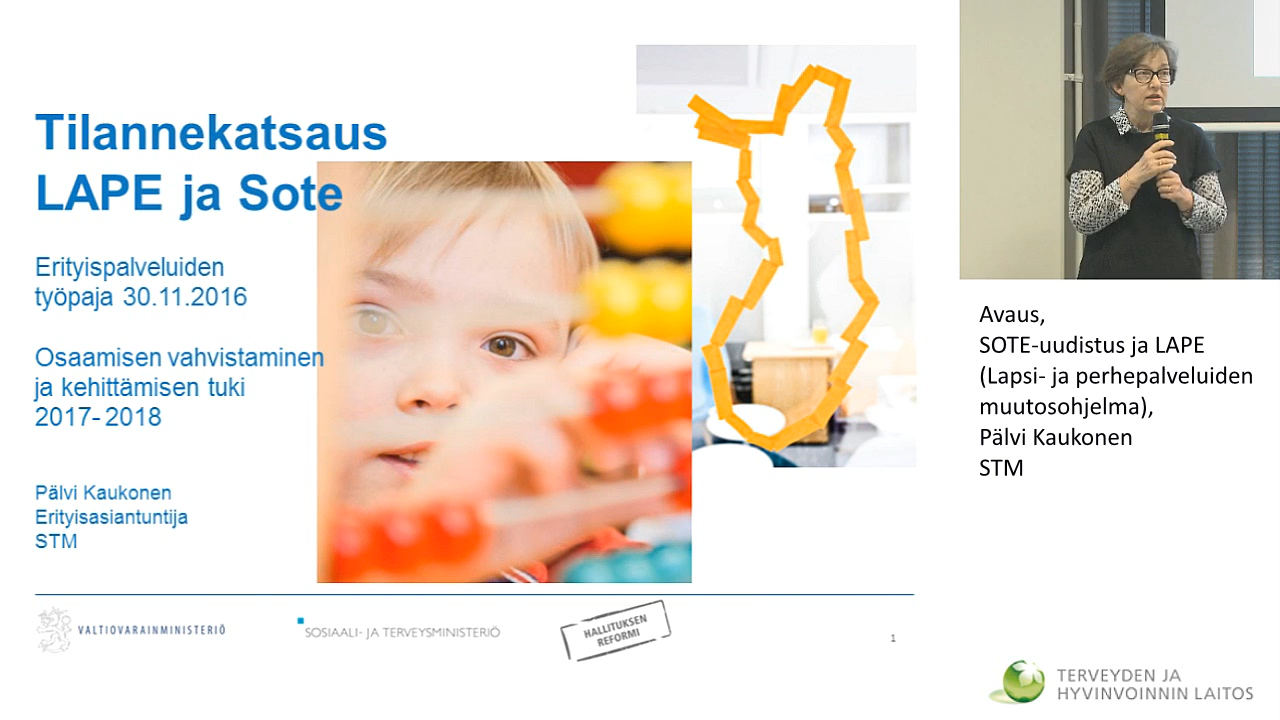 Tilannekatsaus
LAPE ja Sote
Erityispalveluiden
työpaja 30.11.2016
Osaamisen vahvistaminen
ja kehittämisen tuki
2017-2018
Pälvi Kaukonen
Erityisasiantuntija
STM
VALTIOVARAINMINISTERIÖ
SOSIAALI- JA TERVEYSMINISTERIÖ
HALLITUKSEN
REFORMI
1
Avaus,
SOTE-uudistus ja LAPE
(Lapsi- ja perhepalveluiden
muutosohjelma),
Pälvi Kaukonen
STM
TERVEYDEN JA
HYVINVOINNIN LAITOS